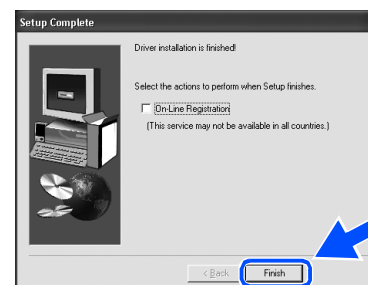 Setup Complete
Driver installation is finished!
Select the actions to perform when Setup finishes.
On-Line Registration
(This service may not be available in all countries.)
< Back
Finish